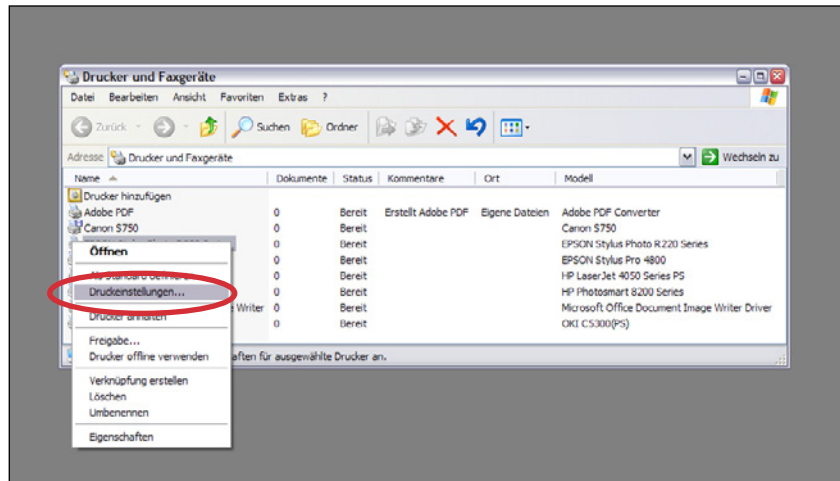 Drucker und Faxgeräte
Datei Bearbeiten Ansicht Favoriten Extras ?
Zurück Suchen Ordner
Adresse Drucker und Faxgeräte Wechseln zu
Name Dokumente Status Kommentare Ort Modell
Drucker hinzufügen
Adobe PDF 0 Bereit Erstellt Adobe PDF Eigene Dateien Adobe PDF Converter
Canon S750 0 Bereit Canon S750
0 Bereit EPSON Stylus Photo R220 Series
0 Bereit EPSON Stylus Pro 4800
0 Bereit HP LaserJet 4050 Series PS
0 Bereit HP Photosmart 8200 Series
Writer 0 Bereit Microsoft Office Document Image Writer Driver
0 Bereit OKI C5300(PS)
für ausgewählte Drucker an.
Öffnen
Druckeinstellungen...
Drucker anhalten
Freigabe...
Drucker offline verwenden
Verknüpfung erstellen
Löschen
Umbenennen
Eigenschaften